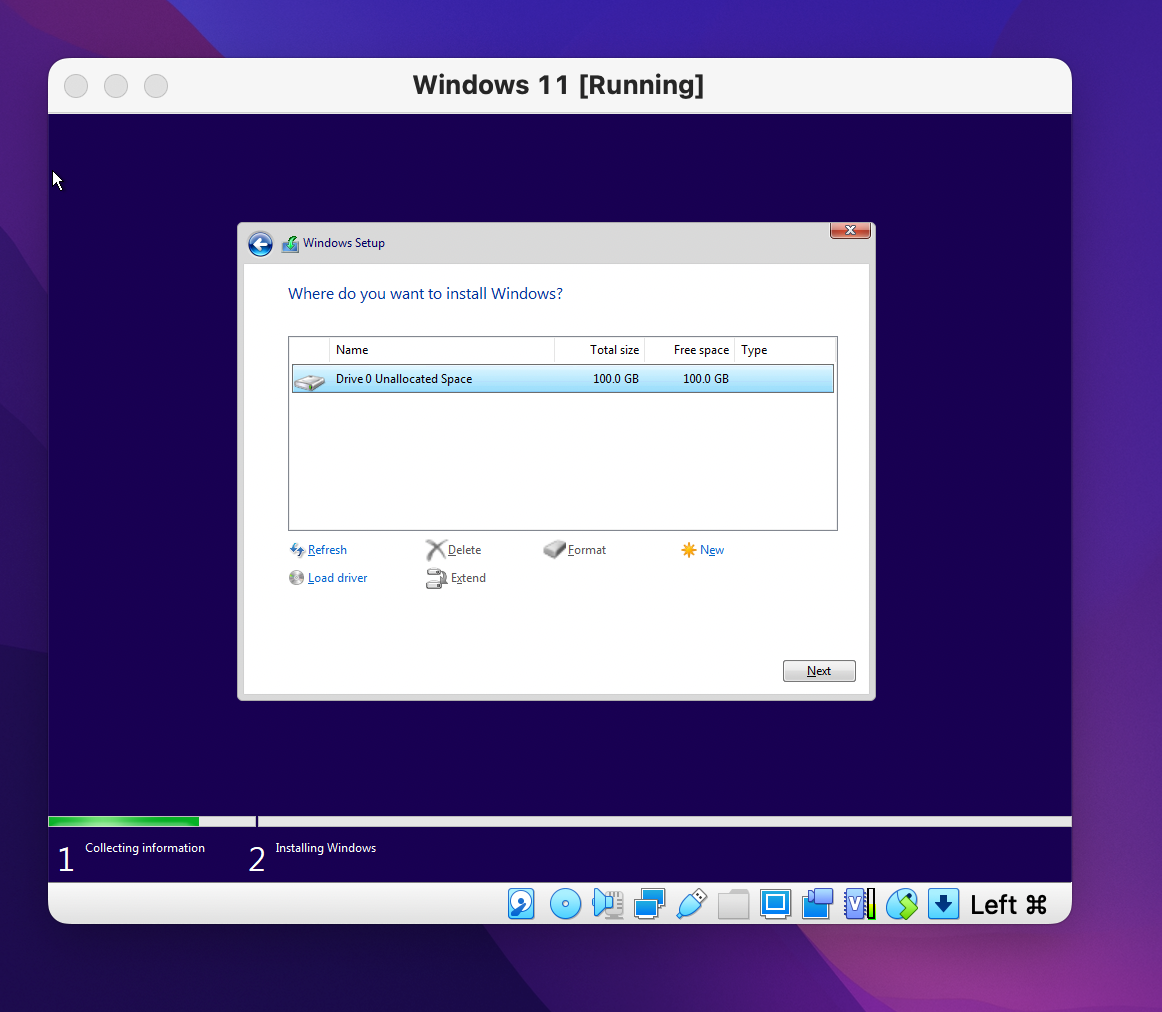 Windows 11 [Running]
Windows Setup
Where do you want to install Windows?
Name Total size Free space Type
Drive 0 Unallocated Space 100.0 GB 100.0 GB
Refresh Delete Format New
Load driver Extend
Next
1 Collecting information 2 Installing Windows
V Left ⌘